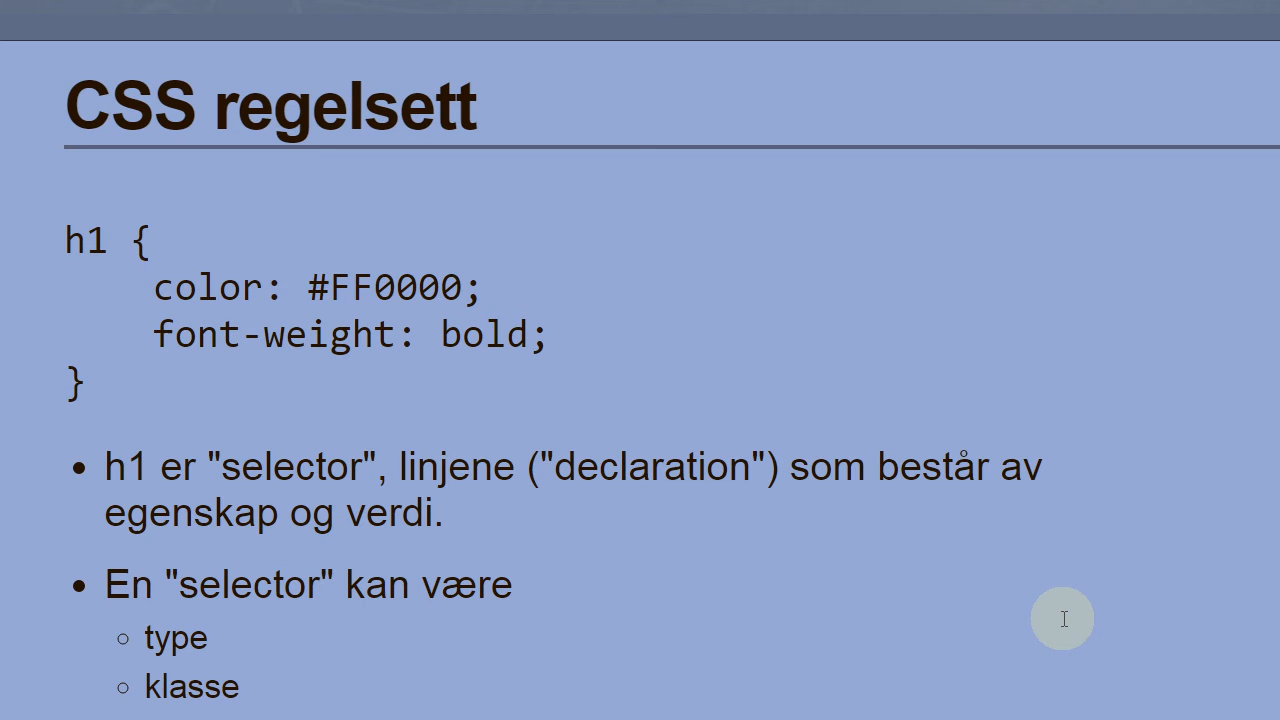 CSS regelsett
h1 {
color: #FF0000;
font-weight: bold;
}
• h1 er "selector", linjene ("declaration") som består av
egenskap og verdi.
• En "selector" kan være
○ type
○ klasse